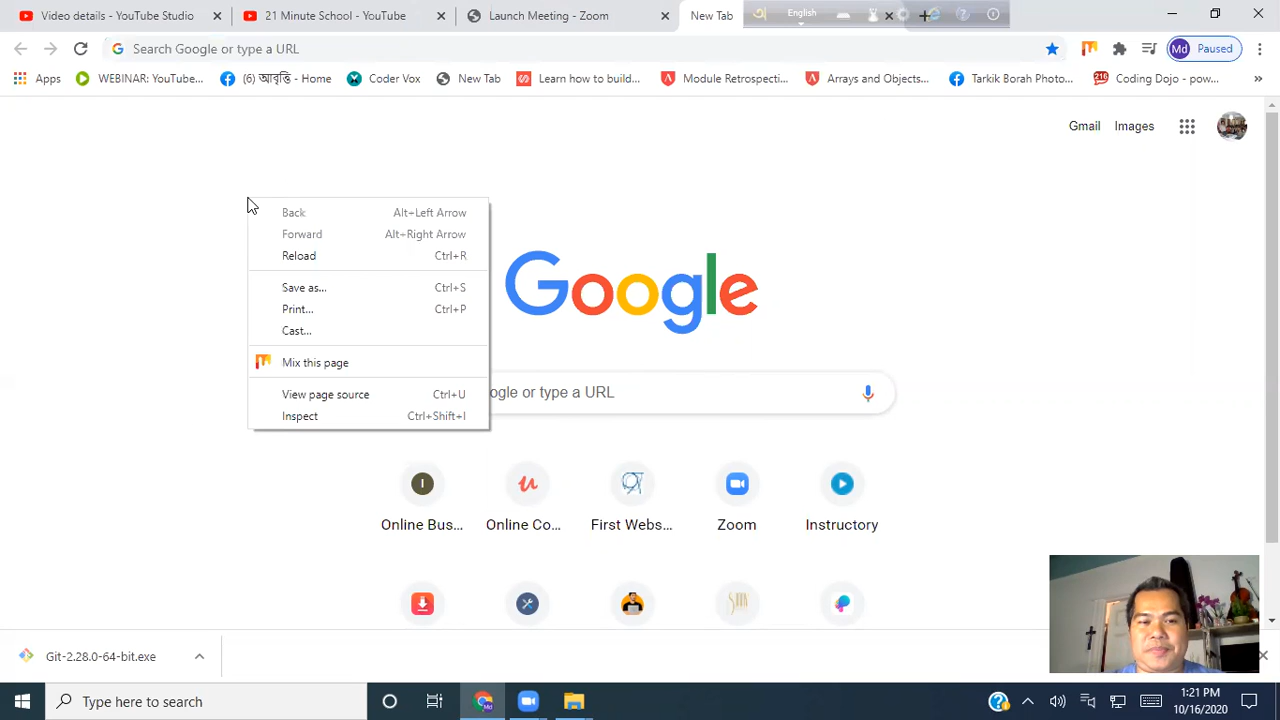 Video details - YouTube Studio
21 Minute School - YouTube
Launch Meeting - Zoom
New Tab
English
Search Google or type a URL
Md Paused
Apps
WEBINAR: YouTube...
(6) আবৃত্তি - Home
Coder Vox
New Tab
Learn how to build...
Module Retrospecti...
Arrays and Objects...
Tarkik Borah Photo...
Coding Dojo - pow...
Gmail
Images
Back Alt+Left Arrow
Forward Alt+Right Arrow
Reload Ctrl+R
Save as... Ctrl+S
Print... Ctrl+P
Cast...
Mix this page
View page source Ctrl+U
Inspect Ctrl+Shift+I
Google
ogle or type a URL
Online Bus...
Online Co...
First Webs...
Zoom
Instructory
Git-2.28.0-64-bit.exe
Type here to search
1:21 PM
10/16/2020